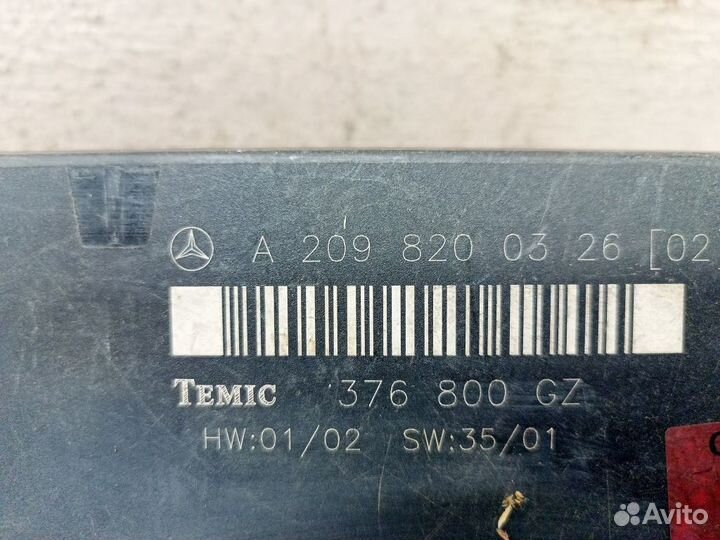 A 209 820 03 26 [02
TEMIC 376 800 GZ
HW:01/02 SW:35/01
Avito